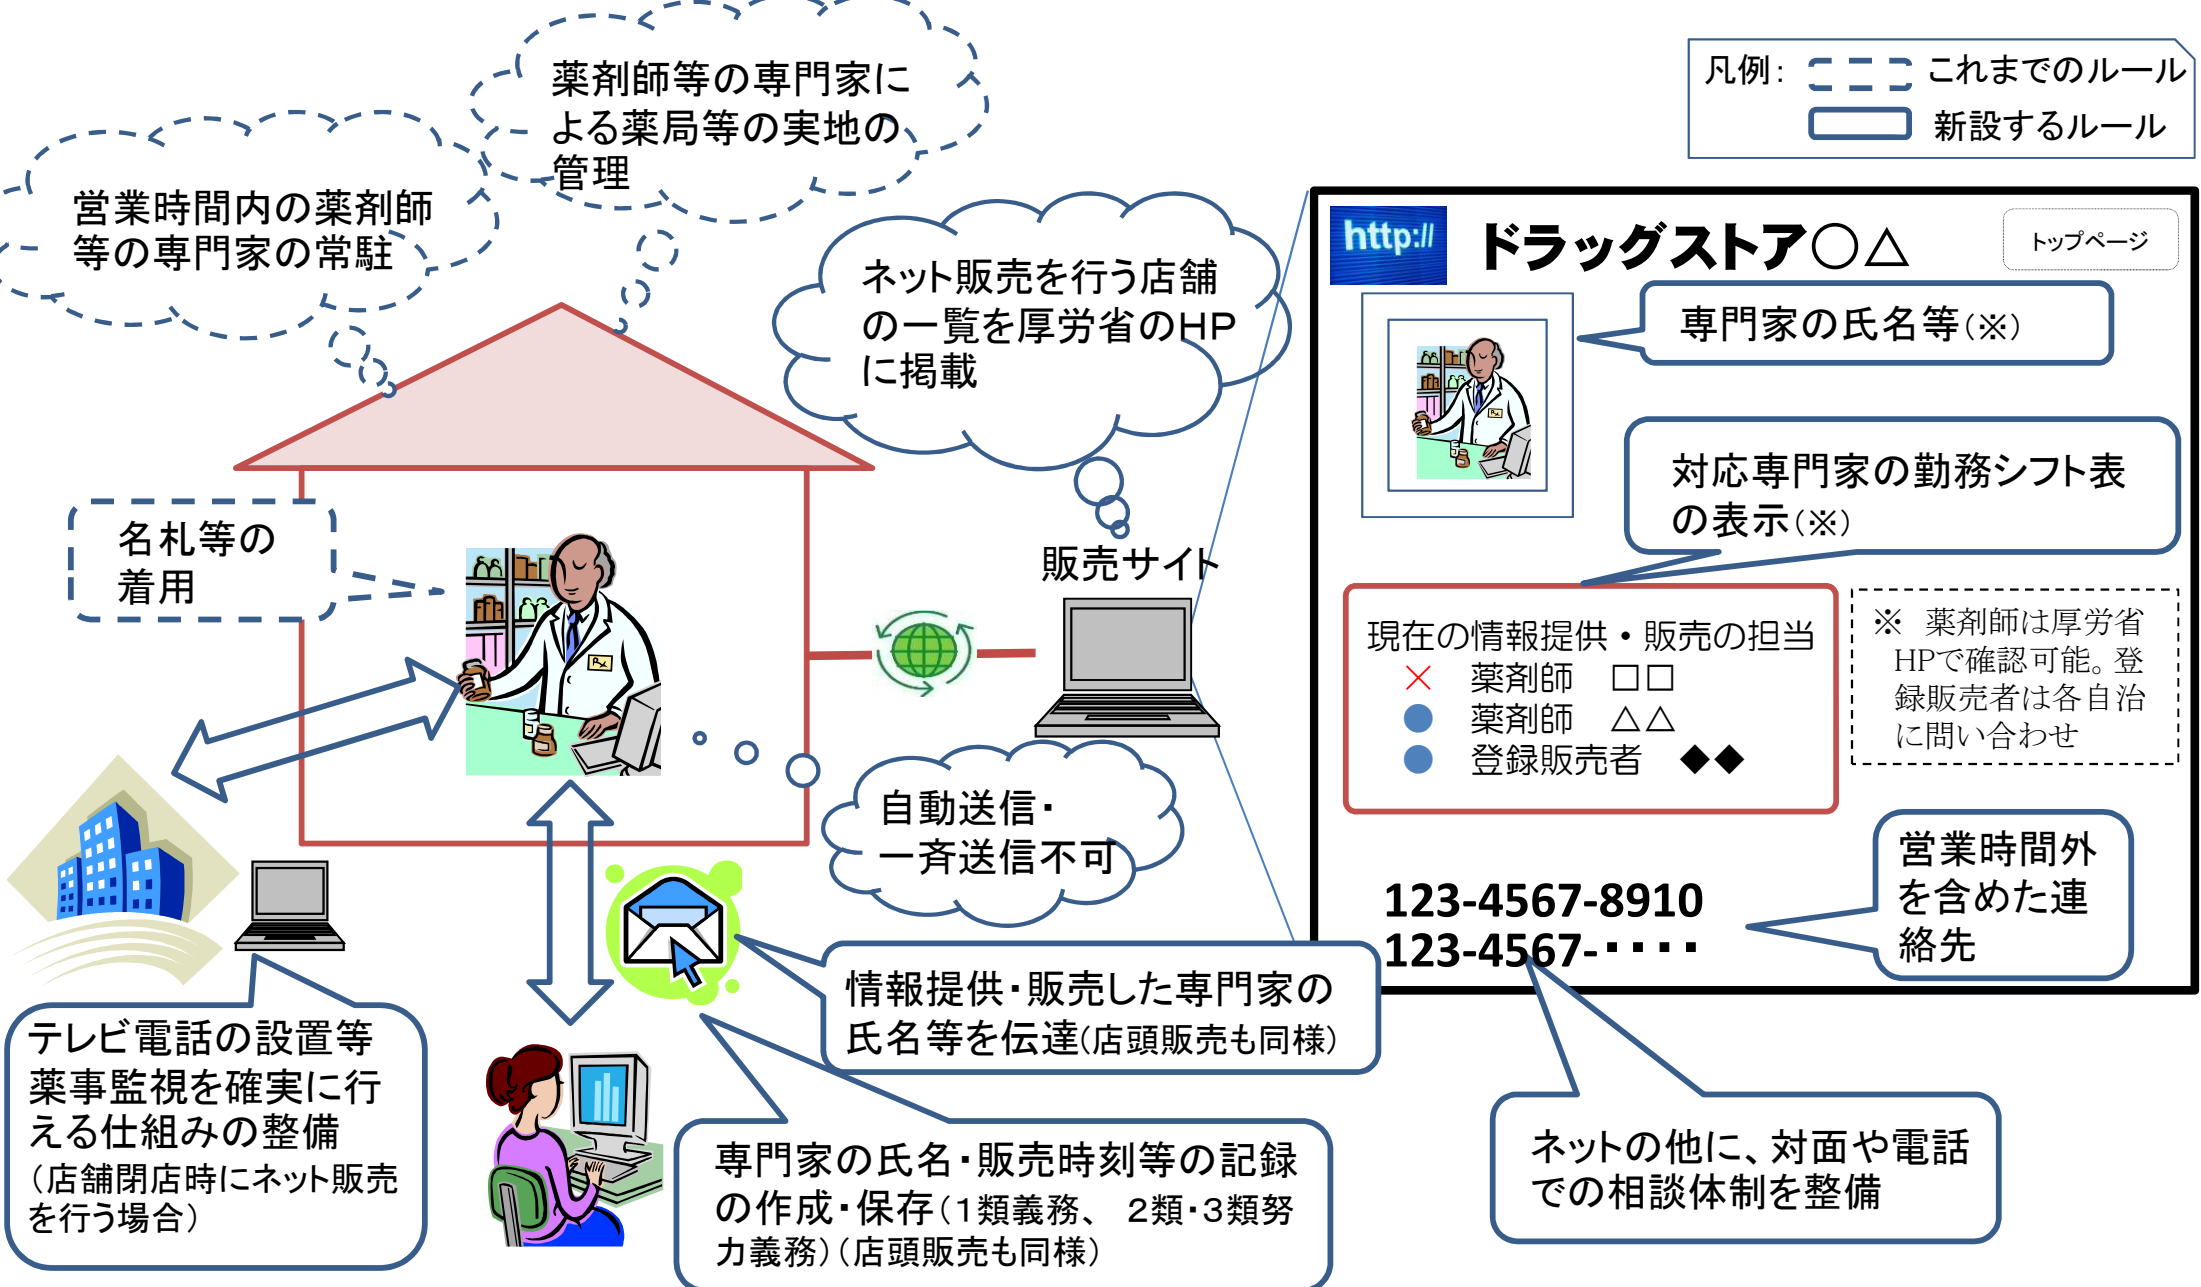 薬剤師等の専門家に
よる薬局等の実地の
管理
営業時間内の薬剤師
等の専門家の常駐
凡例： これまでのルール
新設するルール
ネット販売を行う店舗
の一覧を厚労省のHP
に掲載
http://
ドラッグストア○△
トップページ
専門家の氏名等（※）
対応専門家の勤務シフト表
の表示（※）
名札等の
着用
販売サイト
現在の情報提供・販売の担当
× 薬剤師 □□
● 薬剤師 △△
● 登録販売者 ◆◆
※ 薬剤師は厚労省
HPで確認可能。登
録販売者は各自治
に問い合わせ
自動送信・
一斉送信不可
営業時間外
を含めた連
絡先
123-4567-8910
123-4567-・・・・
情報提供・販売した専門家の
氏名等を伝達（店頭販売も同様）
テレビ電話の設置等
薬事監視を確実に行
える仕組みの整備
（店舗閉店時にネット販売
を行う場合）
専門家の氏名・販売時刻等の記録
の作成・保存（1類義務、 2類・3類努
力義務）（店頭販売も同様）
ネットの他に、対面や電話
での相談体制を整備